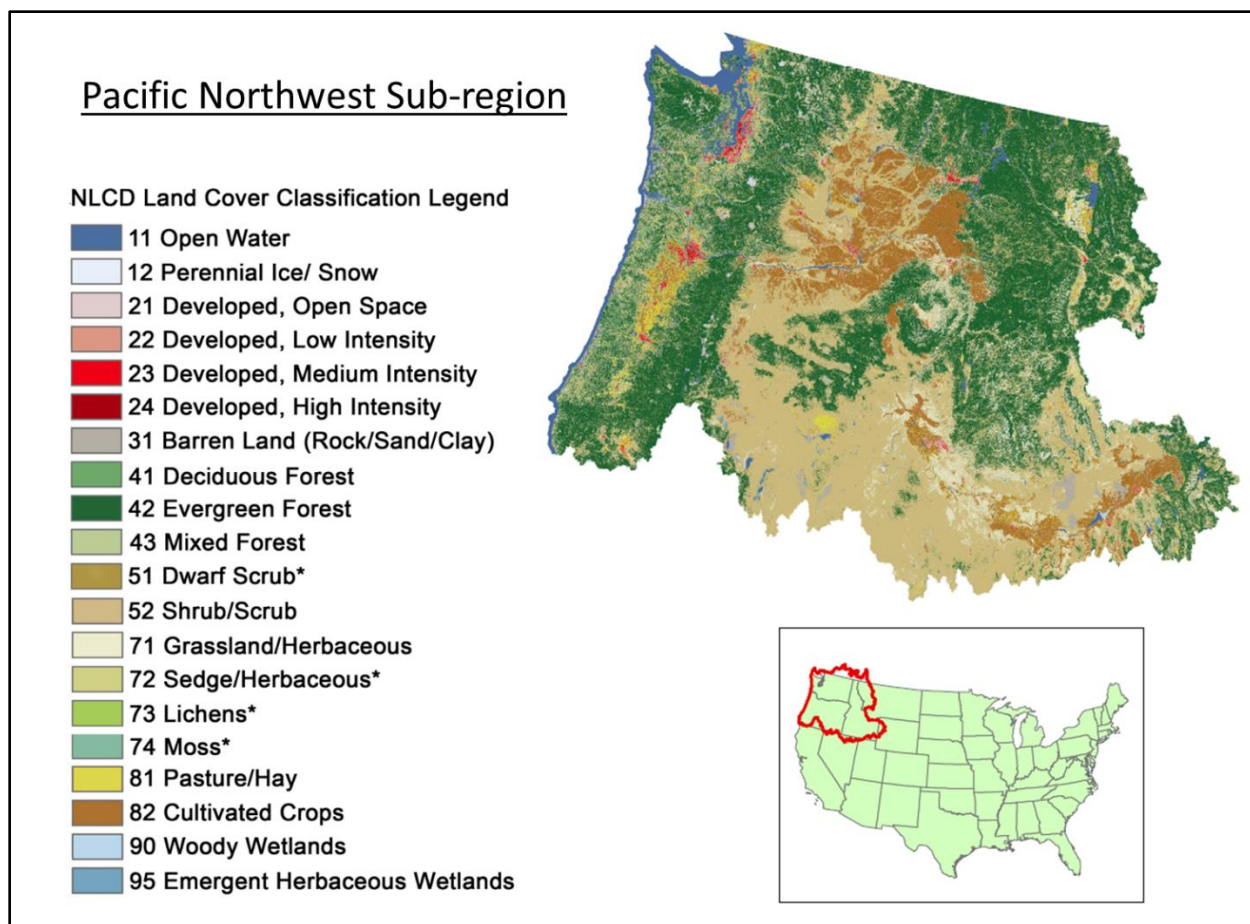 Pacific Northwest Sub-region
NLCD Land Cover Classification Legend
11 Open Water
12 Perennial Ice/ Snow
21 Developed, Open Space
22 Developed, Low Intensity
23 Developed, Medium Intensity
24 Developed, High Intensity
31 Barren Land (Rock/Sand/Clay)
41 Deciduous Forest
42 Evergreen Forest
43 Mixed Forest
51 Dwarf Scrub*
52 Shrub/Scrub
71 Grassland/Herbaceous
72 Sedge/Herbaceous*
73 Lichens*
74 Moss*
81 Pasture/Hay
82 Cultivated Crops
90 Woody Wetlands
95 Emergent Herbaceous Wetlands